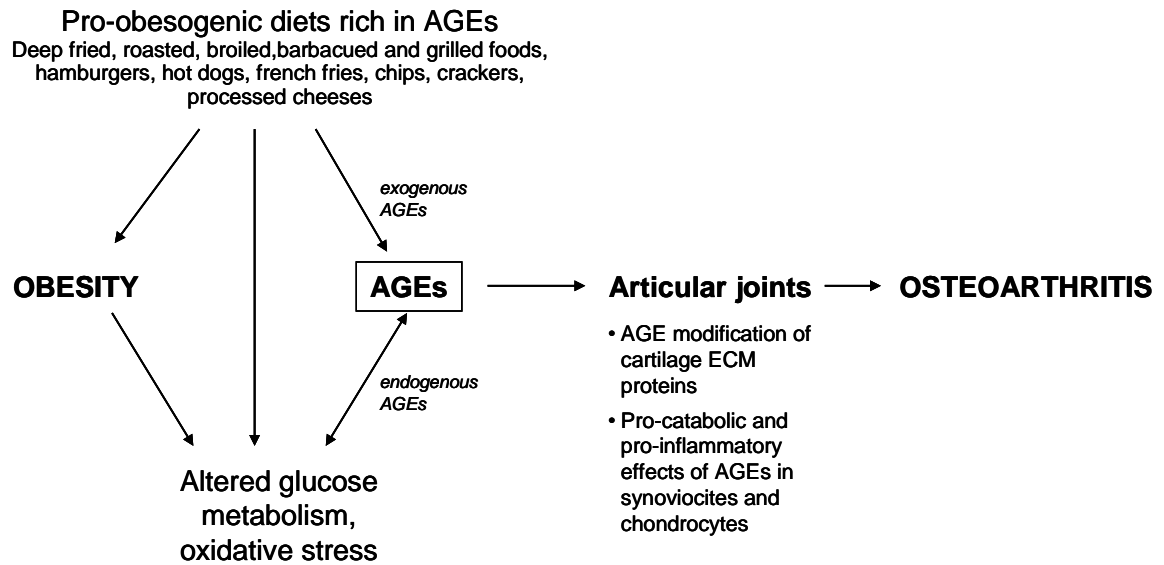 Pro-obesogenic diets rich in AGEs
Deep fried, roasted, broiled,barbacued and grilled foods,
hamburgers, hot dogs, french fries, chips, crackers,
processed cheeses
exogenous
AGEs
OBESITY
AGEs
Articular joints
OSTEOARTHRITIS
• AGE modification of
cartilage ECM
proteins
endogenous
AGEs
• Pro-catabolic and
pro-inflammatory
effects of AGEs in
synoviocites and
chondrocytes
Altered glucose
metabolism,
oxidative stress